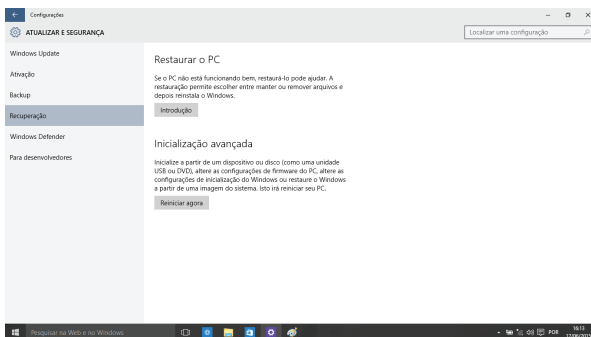 Configurações
ATUALIZAR E SEGURANÇA
Localizar uma configuração
Windows Update
Ativação
Backup
Recuperação
Windows Defender
Para desenvolvedores
Restaurar o PC
Se o PC não está funcionando bem, restaurá-lo pode ajudar. A
restauração permite escolher entre manter ou remover arquivos e
depois reinstala o Windows.
Introdução
Inicialização avançada
Inicialize a partir de um dispositivo ou disco (como uma unidade
USB ou DVD), altere as configurações de firmware do PC, altere as
configurações de inicialização do Windows ou restaure o Windows
a partir de uma imagem do sistema. Isto irá reiniciar seu PC.
Reiniciar agora
Pesquisar na Web e no Windows
POR
16:13